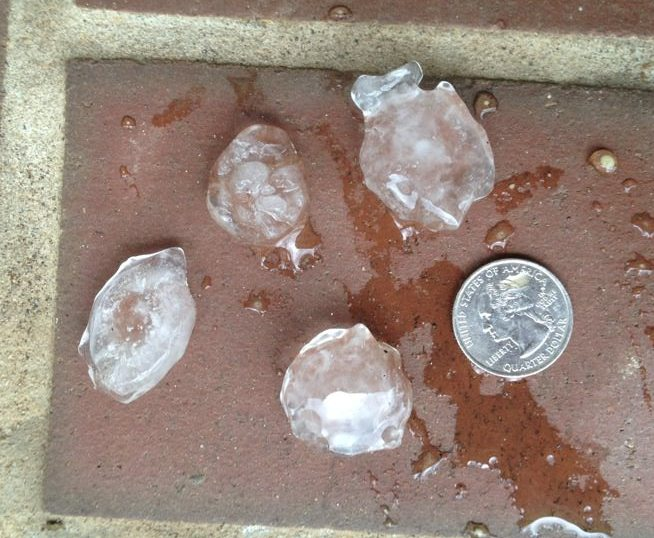 UNITED STATES OF AMERICA
LIBERTY
QUARTER DOLLAR